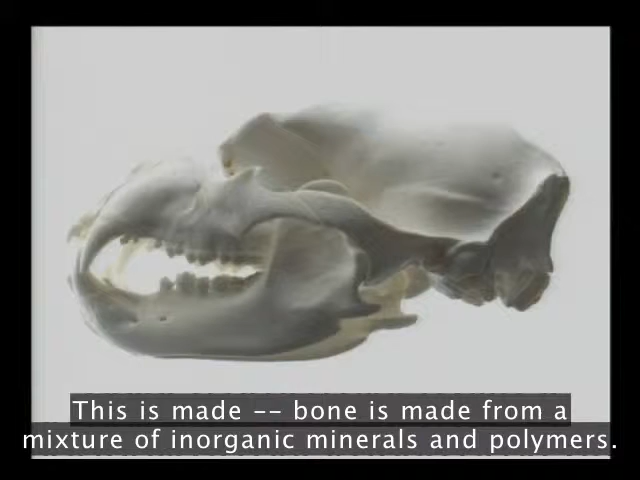 This is made -- bone is made from a
mixture of inorganic minerals and polymers.